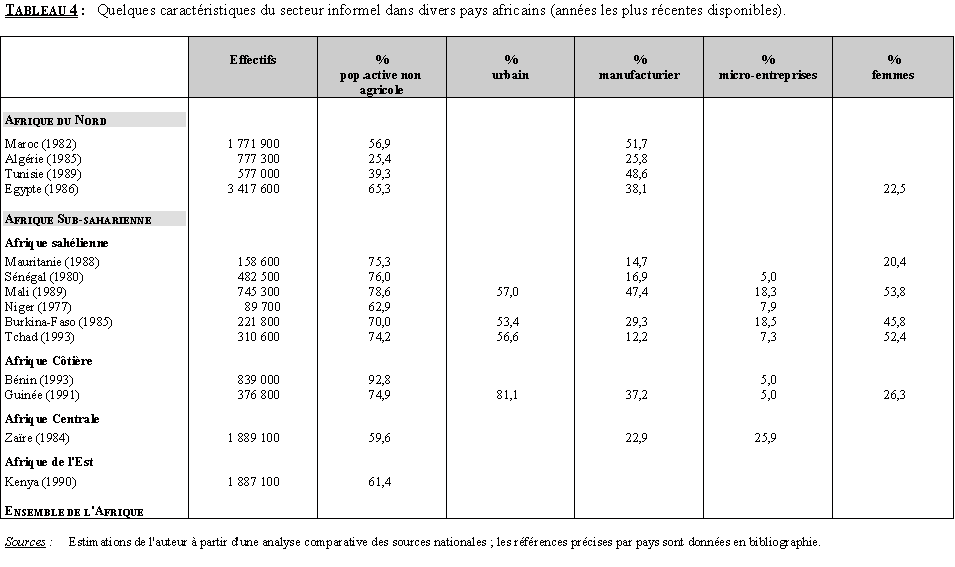 TABLEAU 4 : Quelques caractéristiques du secteur informel dans divers pays africains (années les plus récentes disponibles).
Effectifs % pop.active non agricole % urbain % manufacturier % micro-entreprises % femmes
AFRIQUE DU NORD
Maroc (1982) 1 771 900 56,9 51,7
Algérie (1985) 777 300 25,4 25,8
Tunisie (1989) 577 000 39,3 48,6
Egypte (1986) 3 417 600 65,3 38,1 22,5
AFRIQUE SUB-SAHARIENNE
Afrique sahélienne
Mauritanie (1988) 158 600 75,3 14,7 20,4
Sénégal (1980) 482 500 76,0 16,9 5,0
Mali (1989) 745 300 78,6 57,0 47,4 18,3 53,8
Niger (1977) 89 700 62,9 7,9
Burkina-Faso (1985) 221 800 70,0 53,4 29,3 18,5 45,8
Tchad (1993) 310 600 74,2 56,6 12,2 7,3 52,4
Afrique Côtière
Bénin (1993) 839 000 92,8 5,0
Guinée (1991) 376 800 74,9 81,1 37,2 5,0 26,3
Afrique Centrale
Zaïre (1984) 1 889 100 59,6 22,9 25,9
Afrique de l'Est
Kenya (1990) 1 887 100 61,4
ENSEMBLE DE L'AFRIQUE
Sources : Estimations de l'auteur à partir d'une analyse comparative des sources nationales ; les références précises par pays sont données en bibliographie.